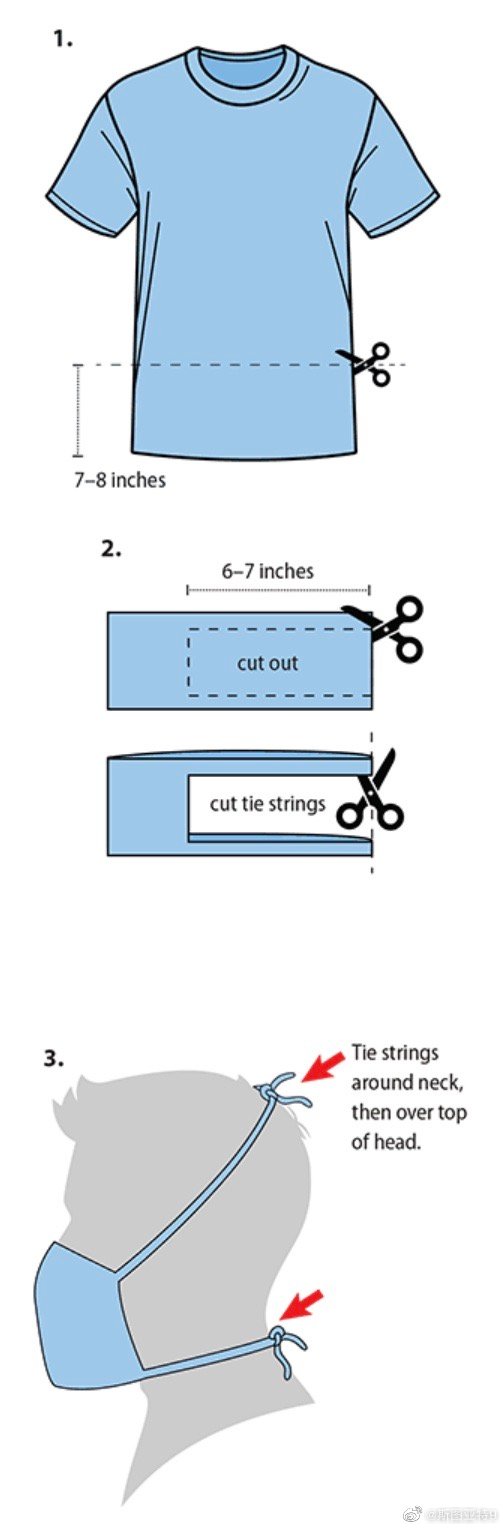 1.
7–8 inches
2.
6–7 inches
cut out
cut tie strings
3.
Tie strings
around neck,
then over top
of head.